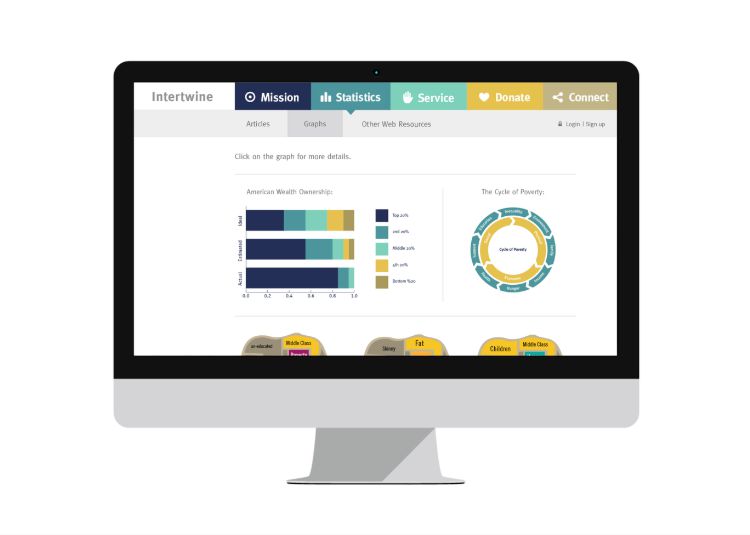 Intertwine
Mission
Statistics
Service
Donate
Connect
Articles
Graphs
Other Web Resources
Login | Sign up
Click on the graph for more details.
American Wealth Ownership:
The Cycle of Poverty:
Ideal
Estimated
Actual
0.0 0.2 0.4 0.6 0.8 1.0
Top 20%
2nd 20%
Middle 20%
4th 20%
Bottom %20
Cycle of Poverty
Hunger
un-educated
Middle Class
Skinny
Fat
Children
Middle Class